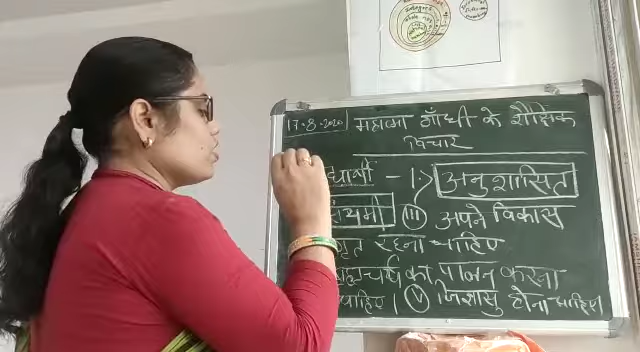 17-8-2020 महात्मा गाँधी के शैक्षिक
विचार
- I> अनुशासित
संयमी III अपने विकास
रहना चाहिए
ब्रह्मचर्य का पालन करना
चाहिए। V जिज्ञासु होना चाहिए